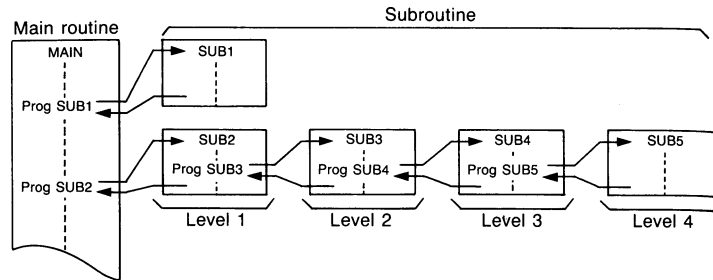 Main routine
Subroutine
MAIN
SUB1
Prog SUB1
SUB2
SUB3
SUB4
SUB5
Prog SUB3
Prog SUB4
Prog SUB5
Prog SUB2
Level 1
Level 2
Level 3
Level 4